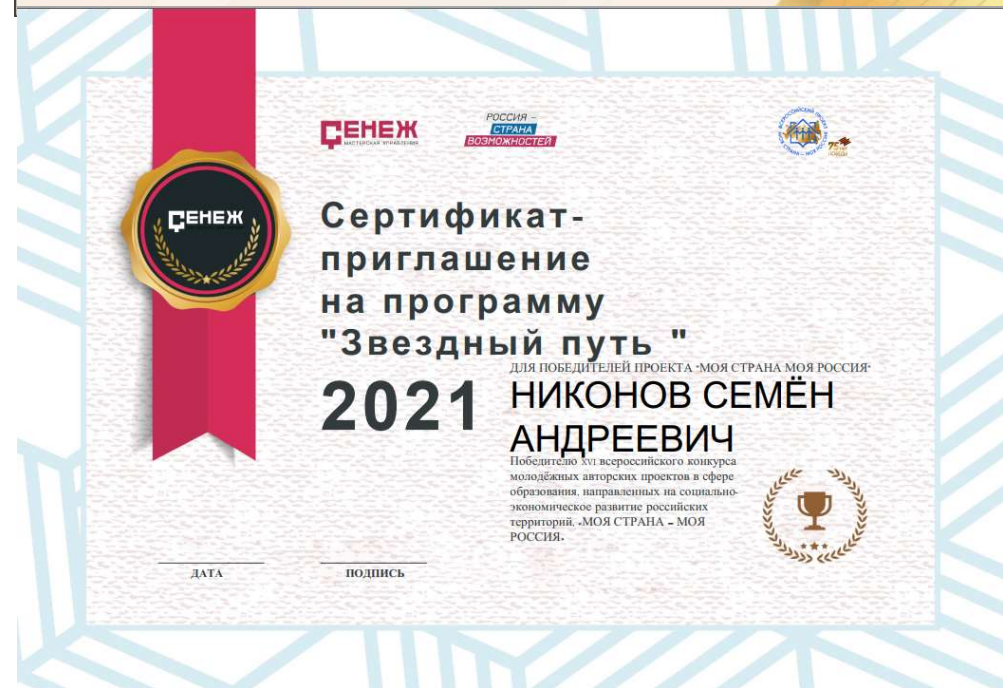 СЕНЕЖ
МАСТЕРСКАЯ УПРАВЛЕНИЯ
РОССИЯ –
СТРАНА
ВОЗМОЖНОСТЕЙ
СЕНЕЖ
Сертификат-
приглашение
на программу
"Звездный путь "
2021
ДЛЯ ПОБЕДИТЕЛЕЙ ПРОЕКТА "МОЯ СТРАНА МОЯ РОССИЯ"
НИКОНОВ СЕМЁН
АНДРЕЕВИЧ
Победителю XVI всероссийского конкурса
молодёжных авторских проектов в сфере
образования, направленных на социально-
экономическое развитие российских
территорий, «МОЯ СТРАНА – МОЯ
РОССИЯ»
ДАТА
ПОДПИСЬ